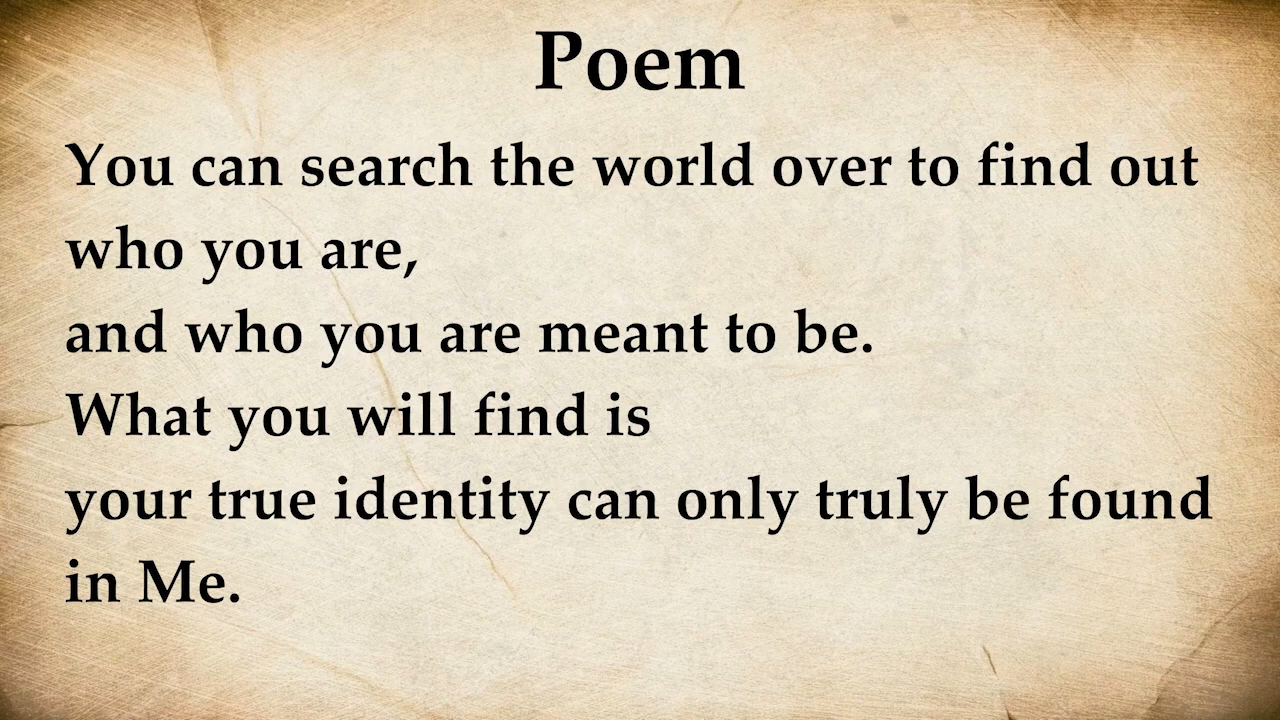 Poem
You can search the world over to find out
who you are,
and who you are meant to be.
What you will find is
your true identity can only truly be found
in Me.